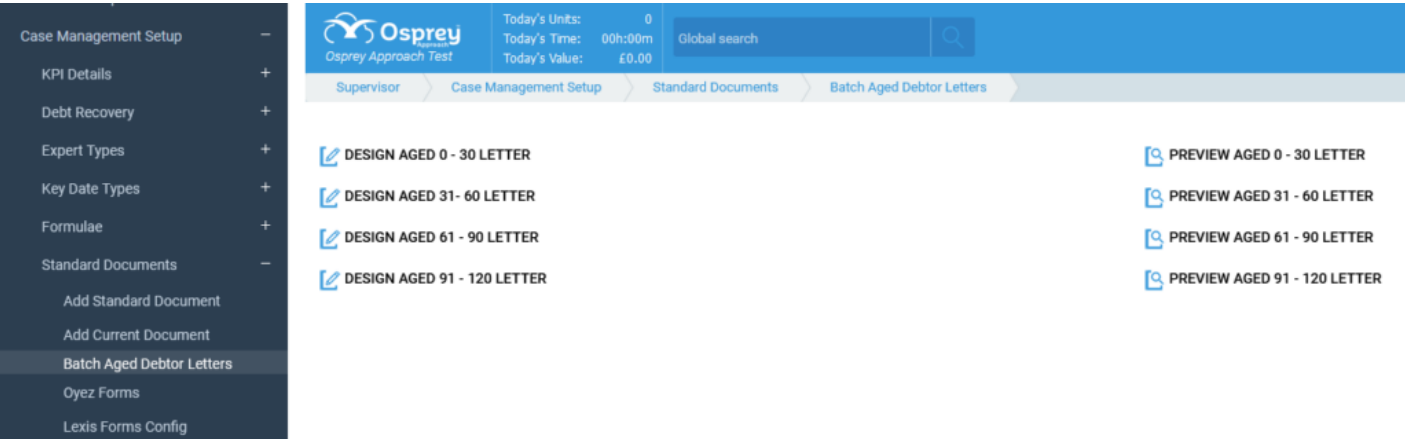 Case Management Setup −
KPI Details +
Debt Recovery +
Expert Types +
Key Date Types +
Formulae +
Standard Documents −
Add Standard Document
Add Current Document
Batch Aged Debtor Letters
Oyez Forms
Lexis Forms Config
Osprey
Approach
Osprey Approach Test
Today's Units: 0
Today's Time: 00h:00m
Today's Value: £0.00
Global search
Supervisor Case Management Setup Standard Documents Batch Aged Debtor Letters
DESIGN AGED 0 - 30 LETTER
PREVIEW AGED 0 - 30 LETTER
DESIGN AGED 31- 60 LETTER
PREVIEW AGED 31 - 60 LETTER
DESIGN AGED 61 - 90 LETTER
PREVIEW AGED 61 - 90 LETTER
DESIGN AGED 91 - 120 LETTER
PREVIEW AGED 91 - 120 LETTER